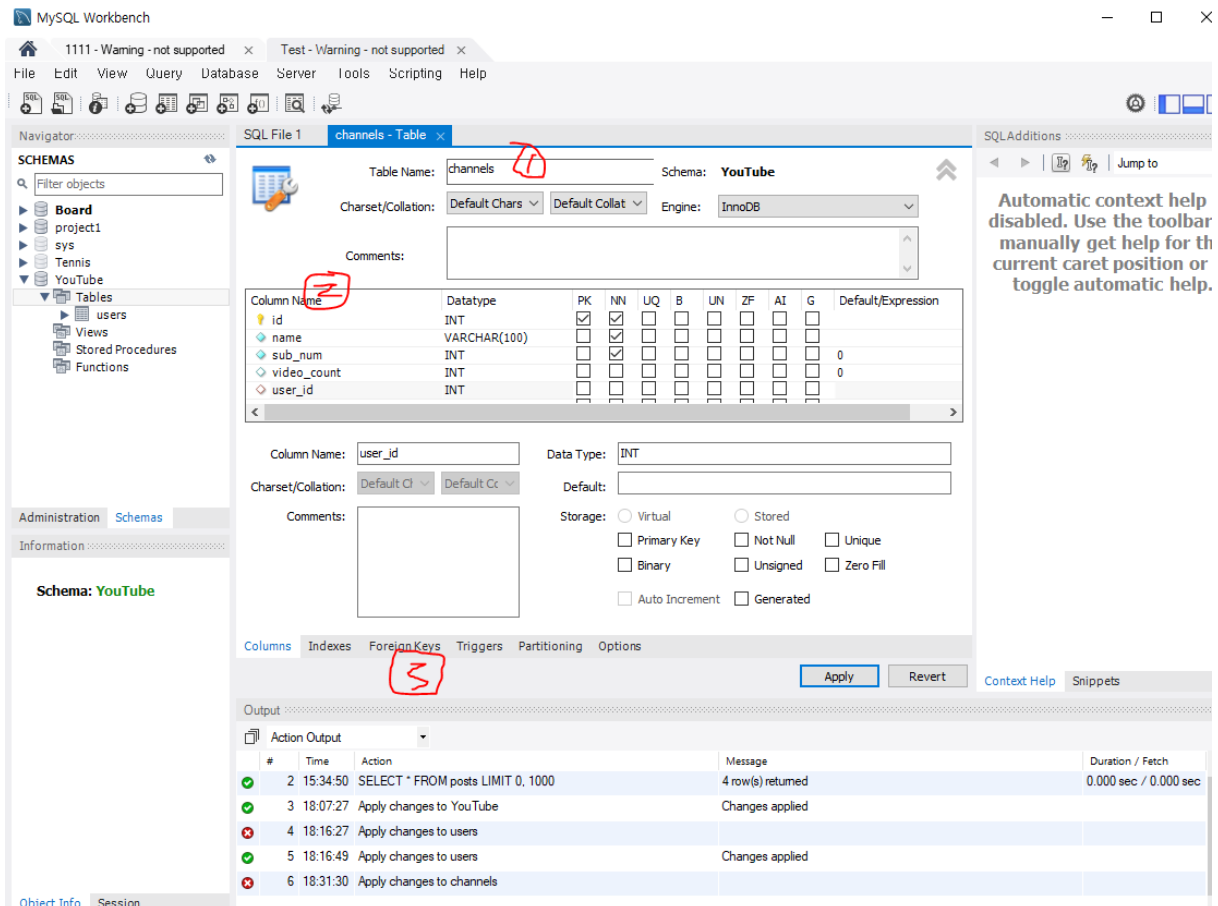 MySQL Workbench
1111 - Warning - not supported
Test - Warning - not supported
File Edit View Query Database Server Tools Scripting Help
Navigator
SCHEMAS
Filter objects
Board
project1
sys
Tennis
YouTube
Tables
users
Views
Stored Procedures
Functions
Administration Schemas
Information
Schema: YouTube
Object Info Session
SQL File 1 channels - Table
1
Table Name: channels Schema: YouTube
Charset/Collation: Default Chars Default Collat Engine: InnoDB
Comments:
2
Column Name Datatype PK NN UQ B UN ZF AI G Default/Expression
id INT
name VARCHAR(100)
sub_num INT 0
video_count INT 0
user_id INT
Column Name: user_id Data Type: INT
Charset/Collation: Default Cl Default Cc Default:
Comments: Storage: Virtual Stored
Primary Key Not Null Unique
Binary Unsigned Zero Fill
Auto Increment Generated
Columns Indexes Foreign Keys Triggers Partitioning Options
3
Apply Revert
SQLAdditions
Jump to
Automatic context help
disabled. Use the toolbar
manually get help for th
current caret position or
toggle automatic help.
Context Help Snippets
Output
Action Output
# Time Action Message Duration / Fetch
2 15:34:50 SELECT * FROM posts LIMIT 0, 1000 4 row(s) returned 0.000 sec / 0.000 sec
3 18:07:27 Apply changes to YouTube Changes applied
4 18:16:27 Apply changes to users
5 18:16:49 Apply changes to users Changes applied
6 18:31:30 Apply changes to channels